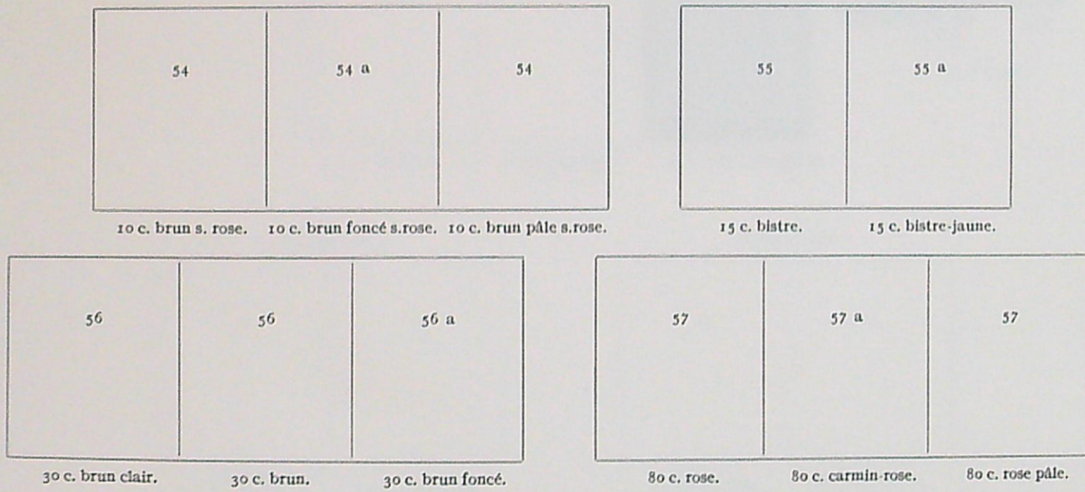 54 54 a 54 55 55 a
10 c. brun s. rose. 10 c. brun foncé s.rose. 10 c. brun pâle s.rose. 15 c. bistre. 15 c. bistre-jaune.
56 56 56 a 57 57 a 57
30 c. brun clair. 30 c. brun. 30 c. brun foncé. 80 c. rose. 80 c. carmin-rose. 80 c. rose pâle.